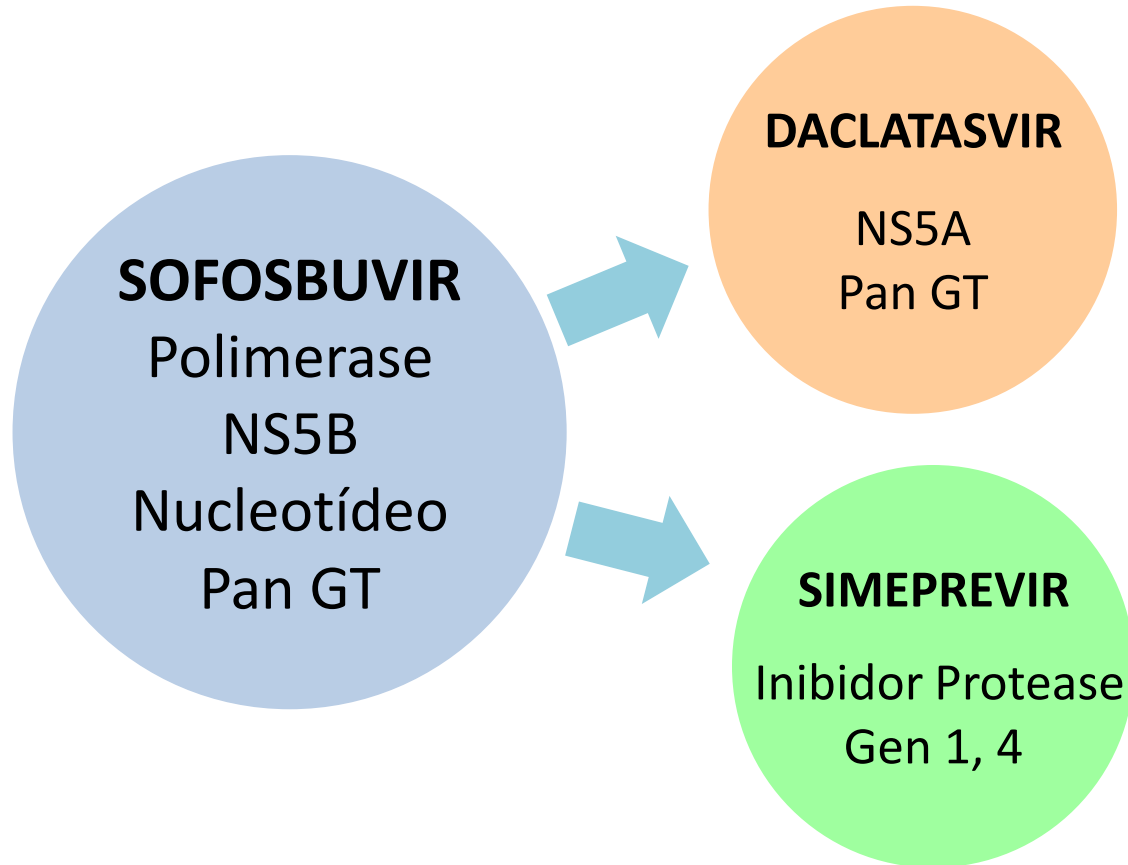 SOFOSBUVIR
Polimerase
NS5B
Nucleotídeo
Pan GT
DACLATASVIR
NS5A
Pan GT
SIMEPREVIR
Inibidor Protease
Gen 1, 4